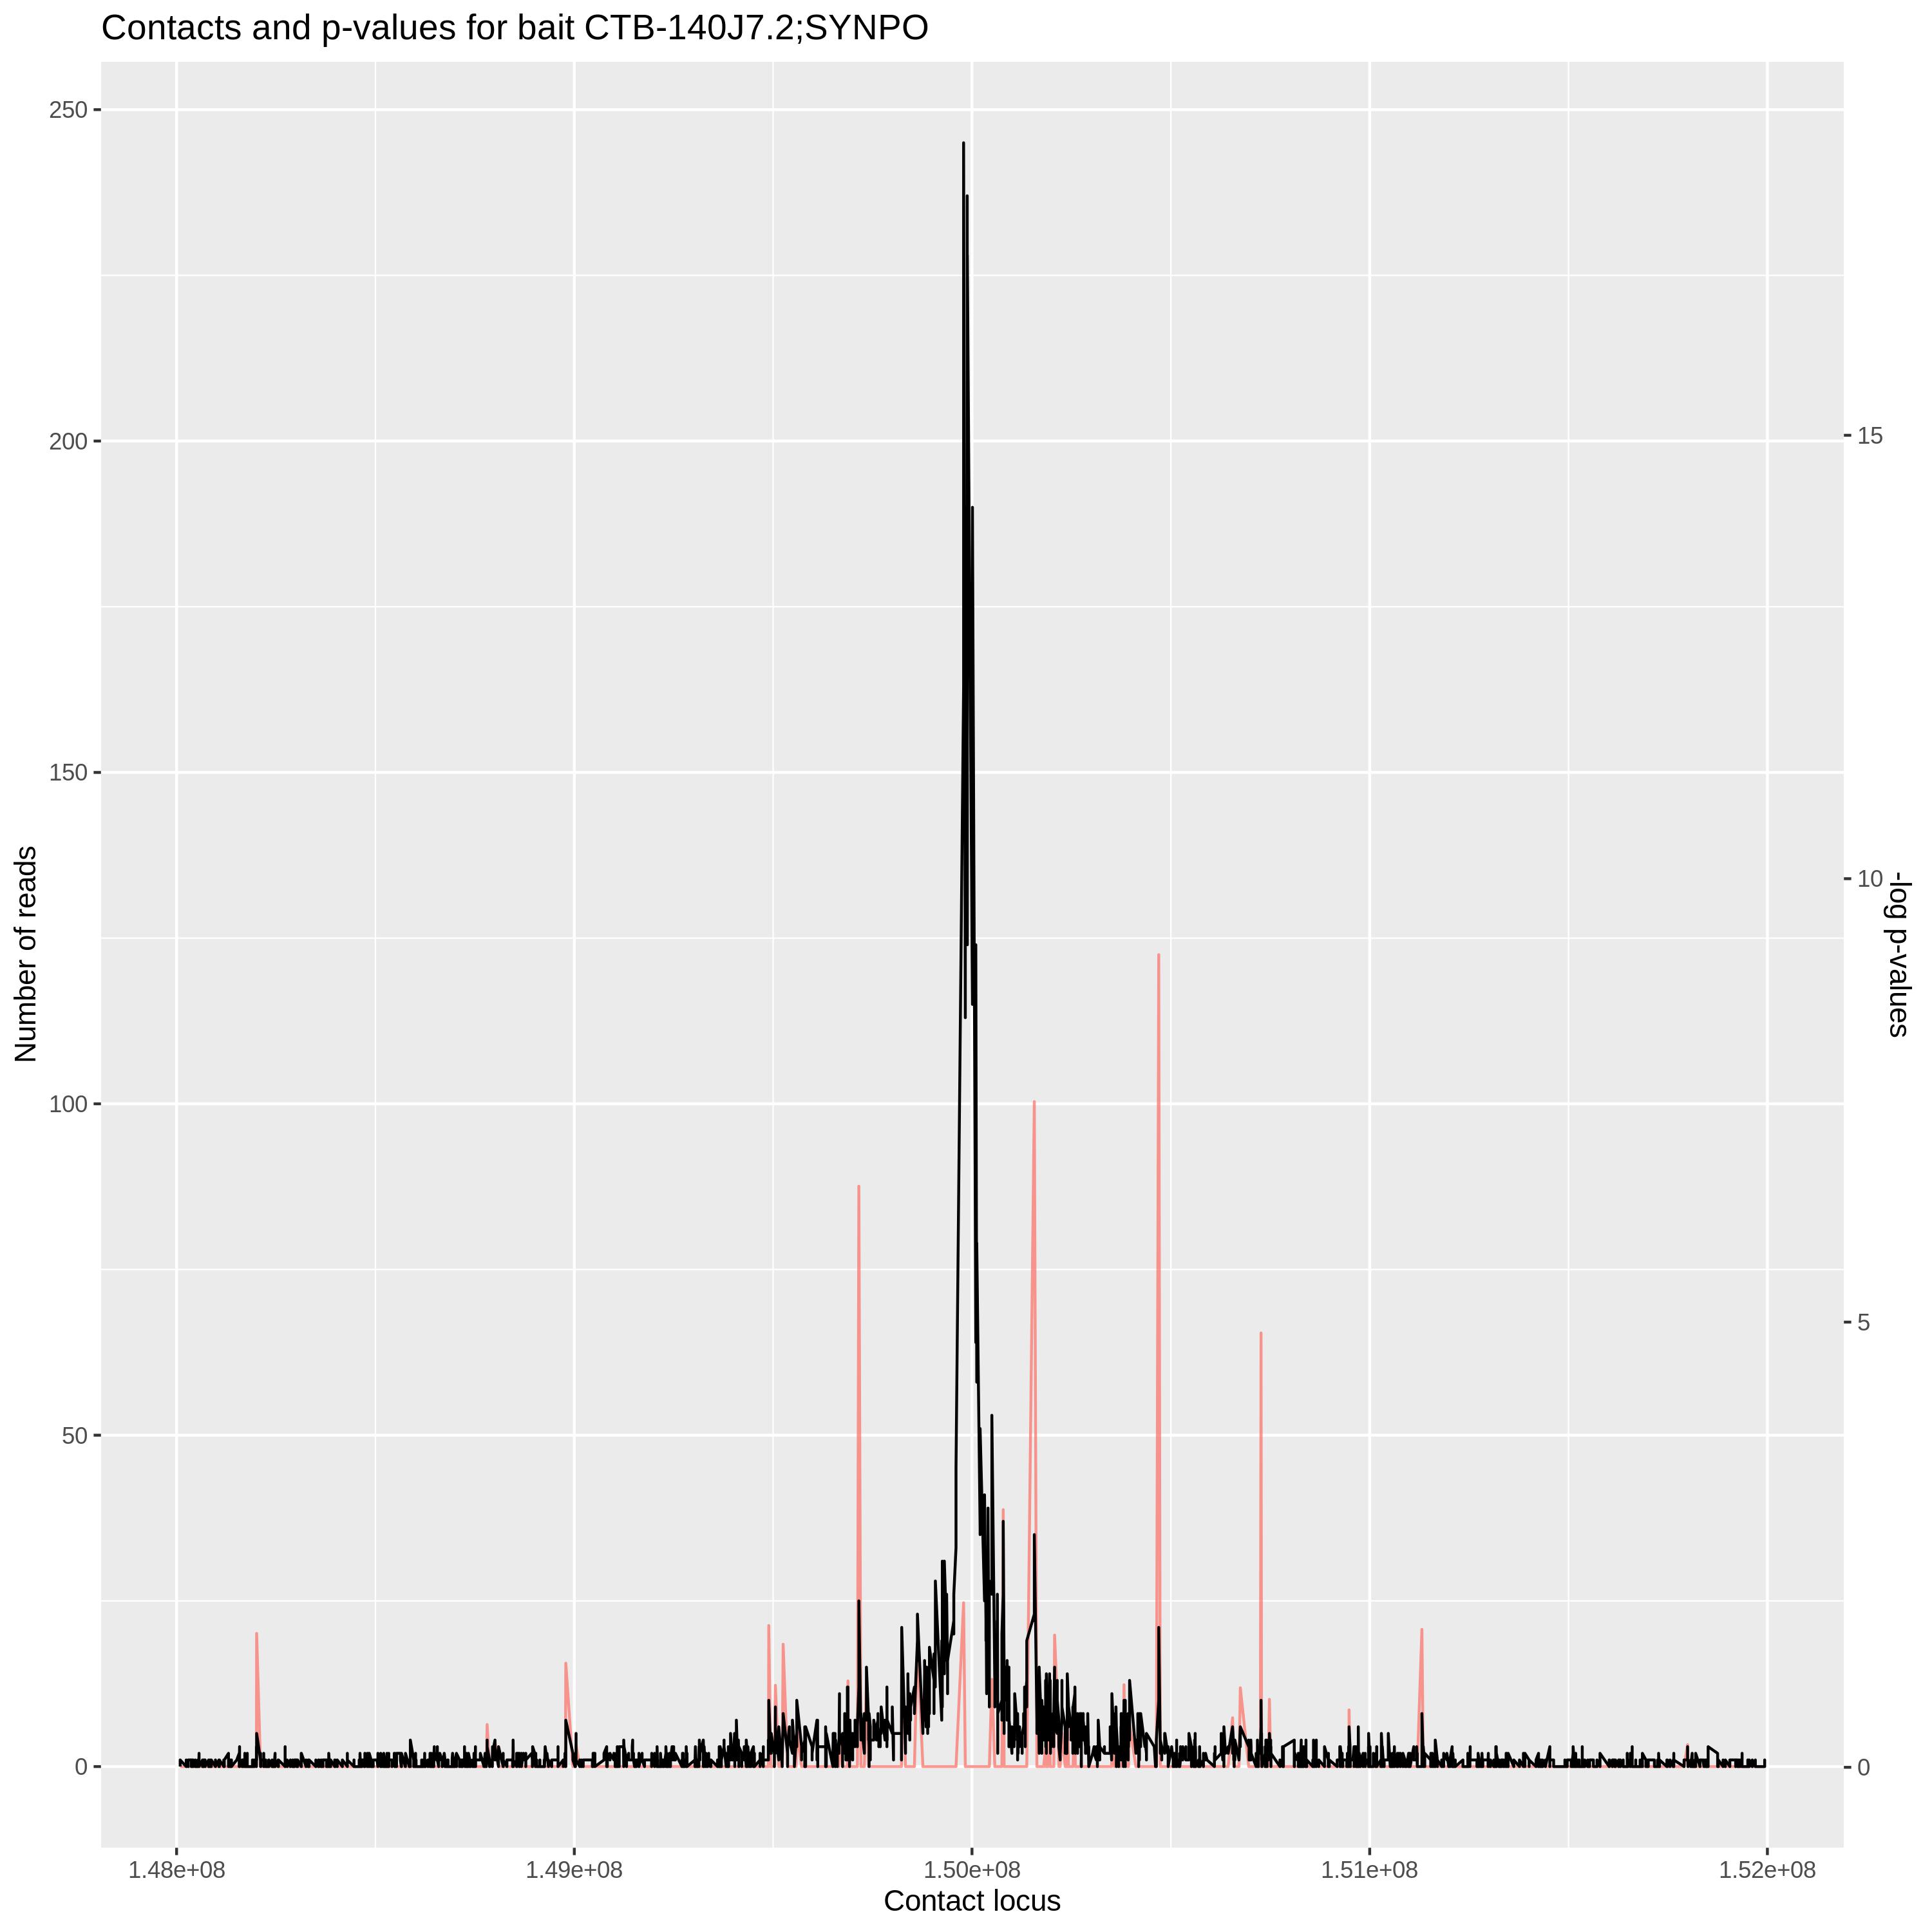 Contacts and p-values for bait CTB-140J7.2;SYNPO
250
200
150
100
50
0
Number of reads
15
10
5
0
-log p-values
1.48e+08
1.49e+08
1.50e+08
1.51e+08
1.52e+08
Contact locus